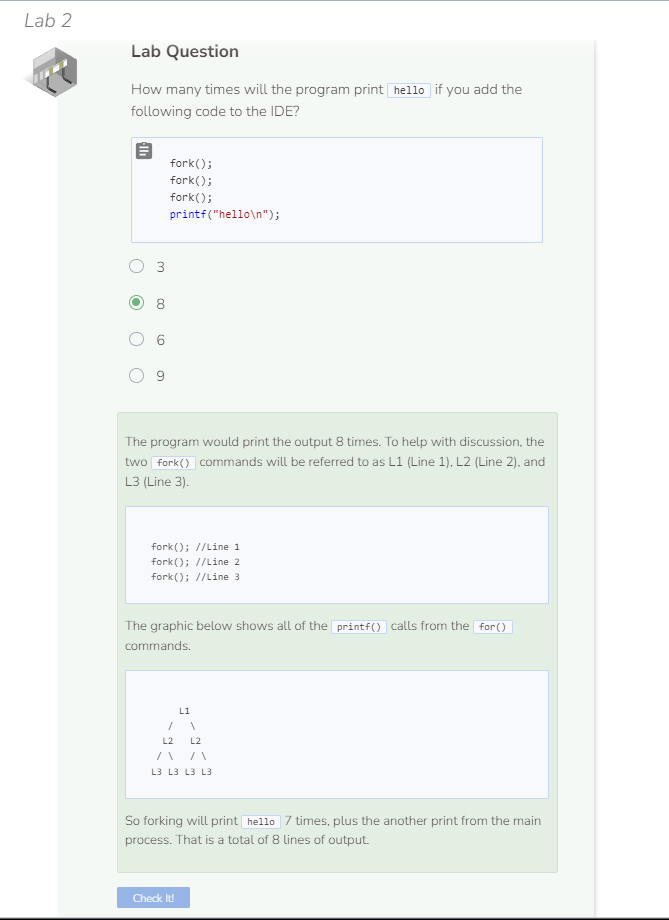 Lab 2
Lab Question
How many times will the program print hello if you add the
following code to the IDE?
fork();
fork();
fork();
printf("hello\n");
3
8
6
9
The program would print the output 8 times. To help with discussion, the
two fork() commands will be referred to as L1 (Line 1), L2 (Line 2), and
L3 (Line 3).
fork(); //Line 1
fork(); //Line 2
fork(); //Line 3
The graphic below shows all of the printf() calls from the for()
commands.
L1
/ \
L2 L2
/ \ / \
L3 L3 L3 L3
So forking will print hello 7 times, plus the another print from the main
process. That is a total of 8 lines of output.
Check It!